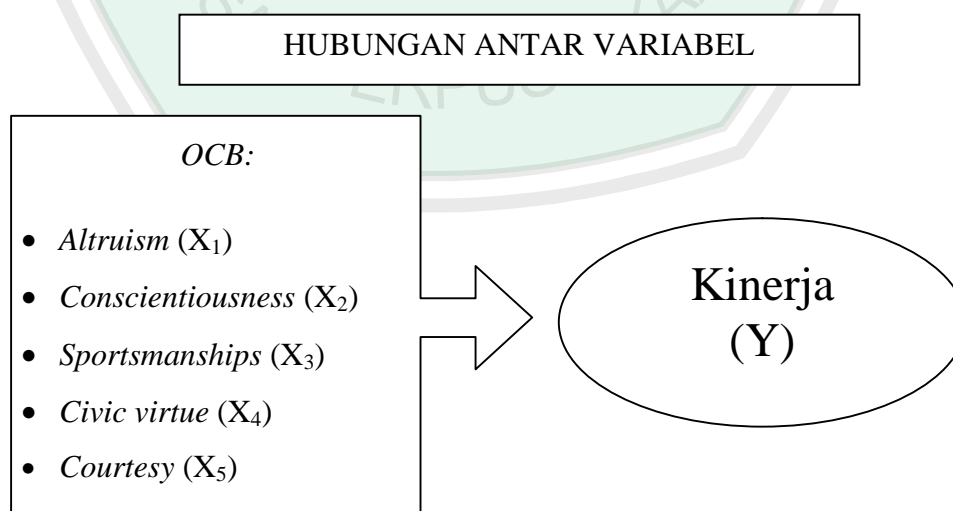 HUBUNGAN ANTAR VARIABEL
OCB:
• Altruism (X₁)
• Conscientiousness (X₂)
• Sportsmanships (X₃)
• Civic virtue (X₄)
• Courtesy (X₅)
Kinerja
(Y)